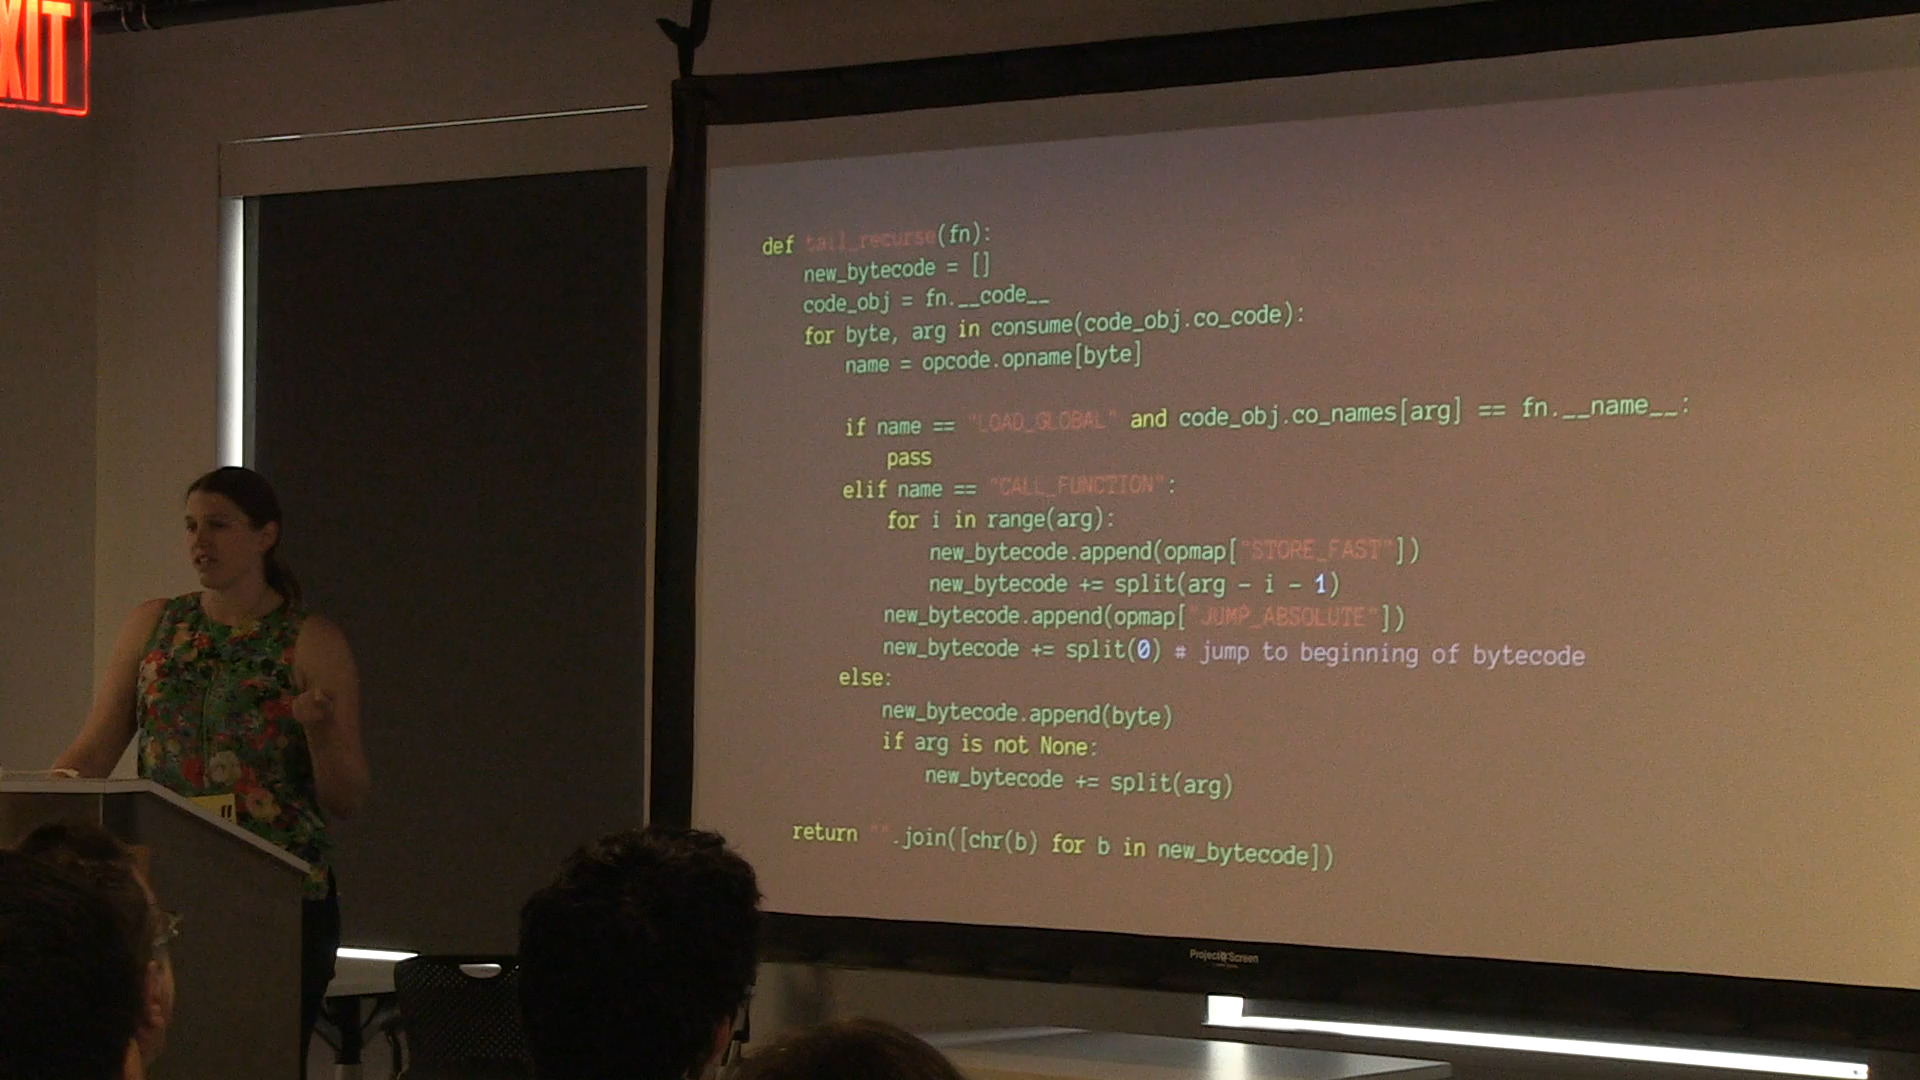 XIT
def tail_recurse(fn):
    new_bytecode = []
    code_obj = fn.__code__
    for byte, arg in consume(code_obj.co_code):
        name = opcode.opname[byte]
        if name == "LOAD_GLOBAL" and code_obj.co_names[arg] == fn.__name__:
            pass
        elif name == "CALL_FUNCTION":
            for i in range(arg):
                new_bytecode.append(opmap["STORE_FAST"])
                new_bytecode += split(arg - i - 1)
            new_bytecode.append(opmap["JUMP_ABSOLUTE"])
            new_bytecode += split(0) # jump to beginning of bytecode
        else:
            new_bytecode.append(byte)
            if arg is not None:
                new_bytecode += split(arg)
    return "".join([chr(b) for b in new_bytecode])
ProjectoScreen